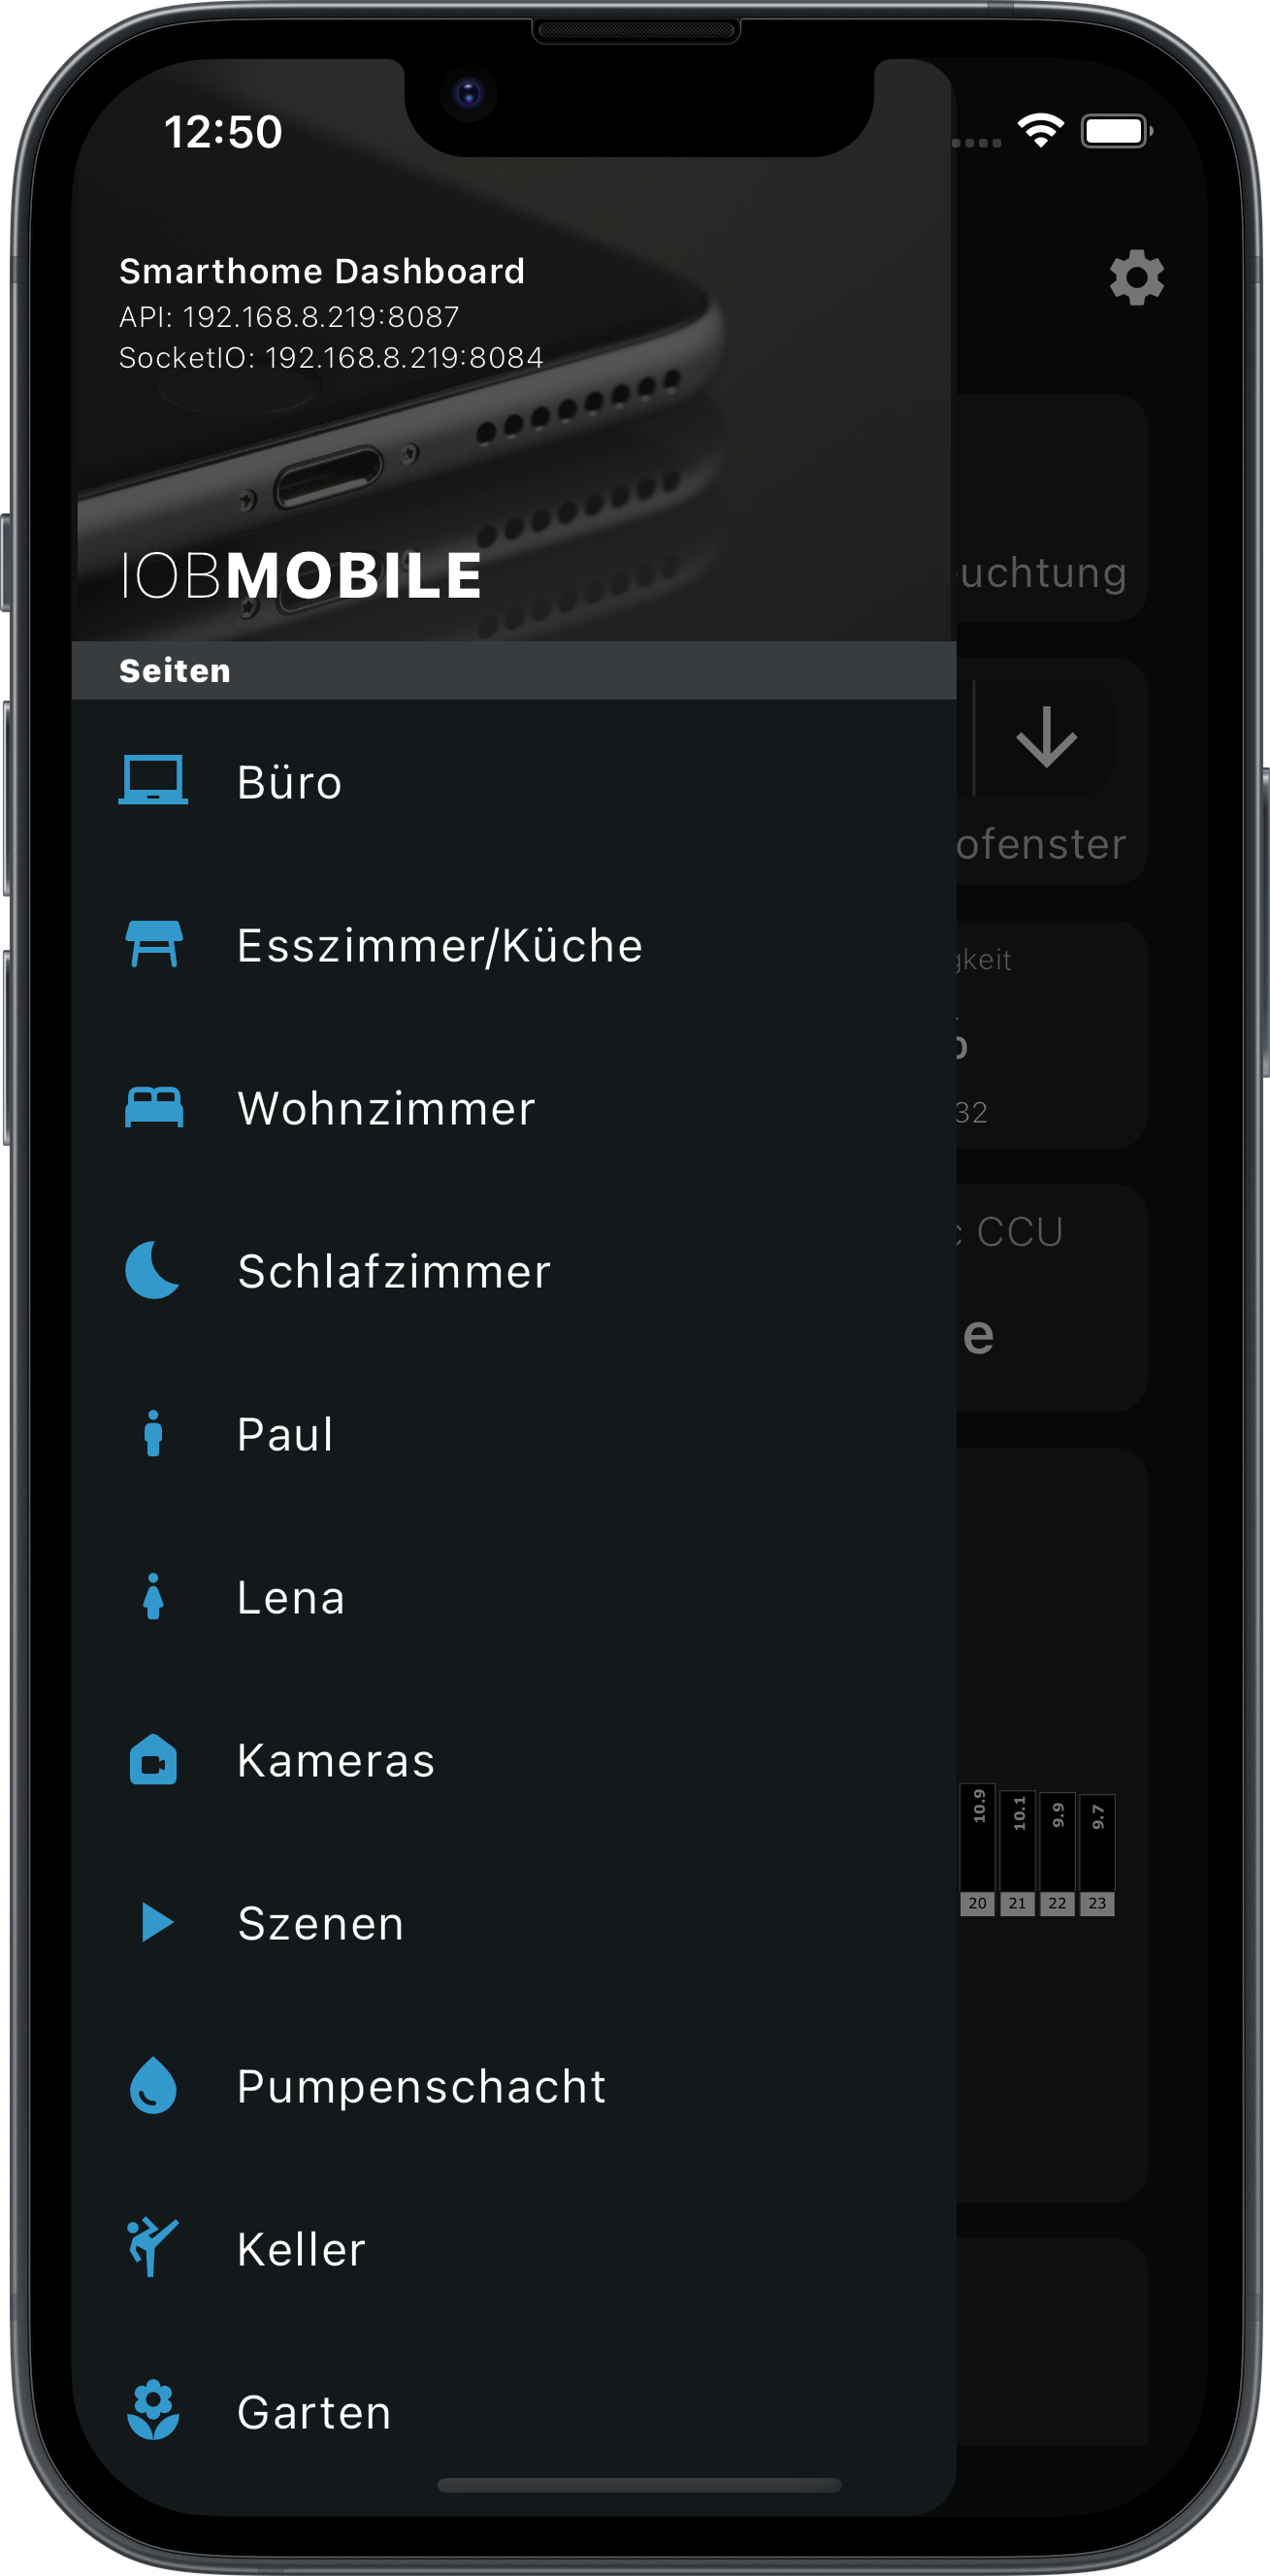 12:50
Smarthome Dashboard
API: 192.168.8.219:8087
SocketIO: 192.168.8.219:8084
IOBMOBILE
Seiten
Büro
Esszimmer/Küche
Wohnzimmer
Schlafzimmer
Paul
Lena
Kameras
Szenen
Pumpenschacht
Keller
Garten
uchtung
ofenster
gkeit
32
CCU
e
10.9 10.1 9.9 9.7
20 21 22 23